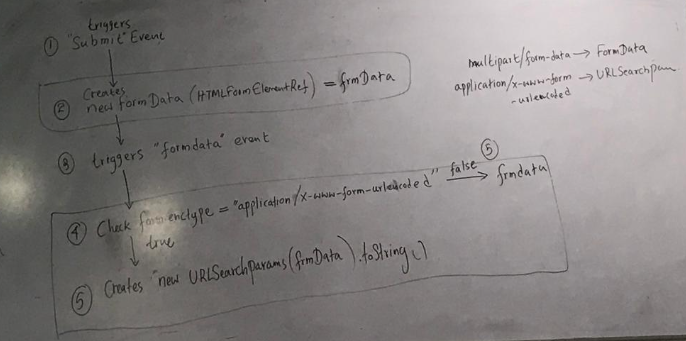 triggers
① "Submit" Event
Creates
② new formData (HTMLFormElementRef) = frmData
③ triggers "formdata" event
④ Check form.enctype = "application/x-www-form-urlencoded" false ⑤ frmdata
true
⑤ Creates "new URLSearchParams(frmData).toString()
multipart/form-data → FormData
application/x-www-form → URLSearchParam
-urlencoded